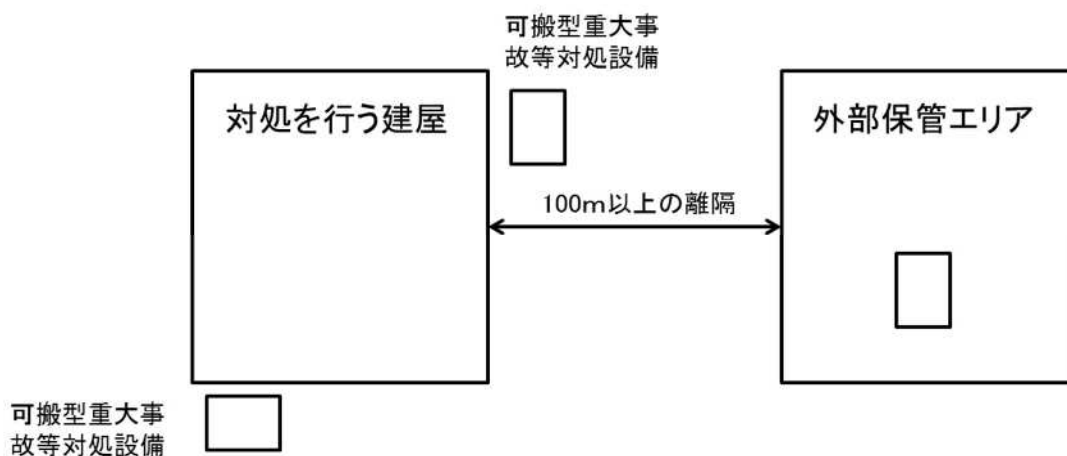 可搬型重大事
故等対処設備
対処を行う建屋
外部保管エリア
100m以上の離隔
可搬型重大事
故等対処設備